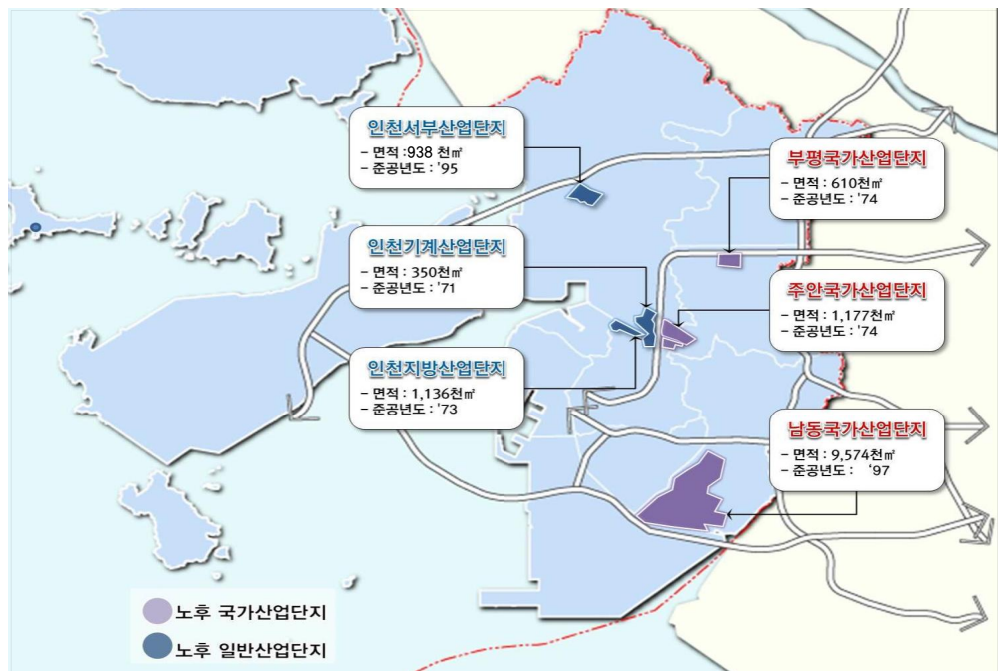 인천서부산업단지
- 면적 :938 천㎡
- 준공년도 : '95
부평국가산업단지
- 면적 : 610천㎡
- 준공년도 : '74
인천기계산업단지
- 면적 : 350천㎡
- 준공년도 : '71
주안국가산업단지
- 면적 : 1,177천㎡
- 준공년도 : '74
인천지방산업단지
- 면적 : 1,136천㎡
- 준공년도 : '73
남동국가산업단지
- 면적 : 9,574천㎡
- 준공년도 : ‘97
노후 국가산업단지
노후 일반산업단지